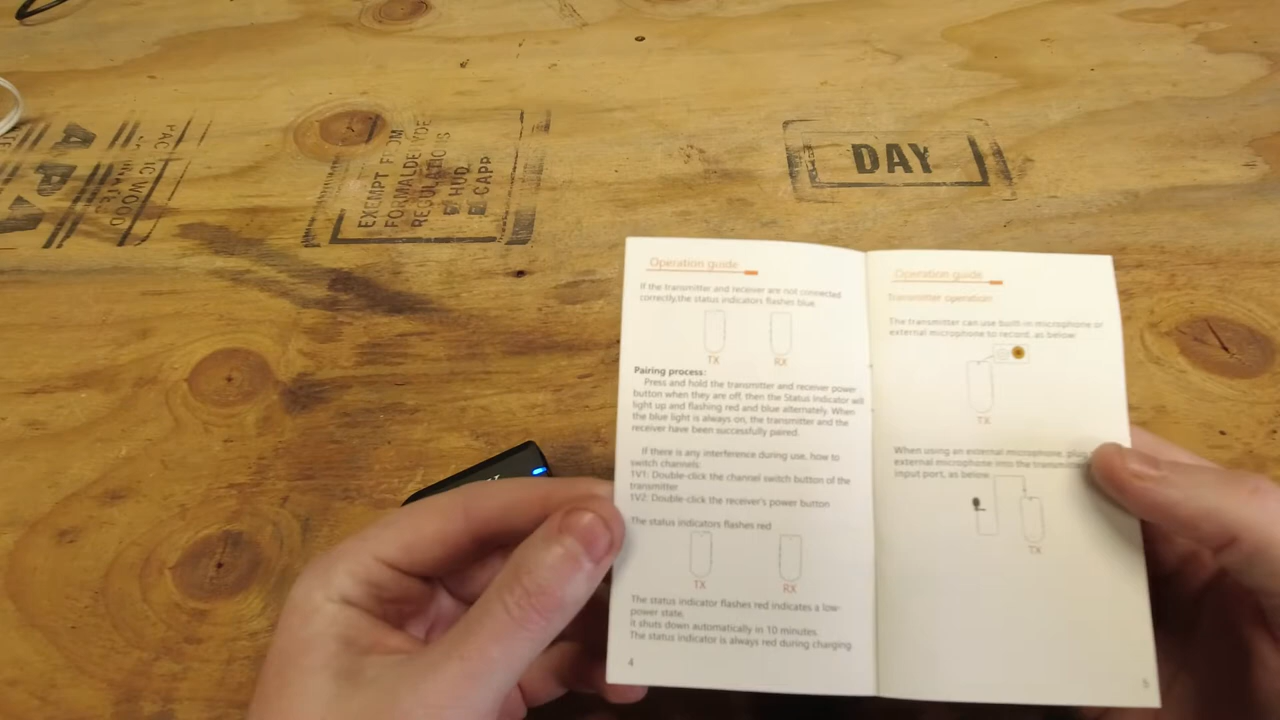 APA
EXEMPT FROM
FORMALDEHYDE
REGULATIONS
HUD
CAPP
DAY
Operation guide
If the transmitter and receiver are not connected
correctly,the status indicators flashes blue.
TX RX
Pairing process:
Press and hold the transmitter and receiver power
button when they are off, then the Status Indicator will
light up and flashing red and blue alternately. When
the blue light is always on, the transmitter and the
receiver have been successfully paired.
If there is any interference during use, how to
switch channels:
1V1: Double-click the channel switch button of the
transmitter
1V2: Double-click the receiver's power button
The status indicators flashes red
TX RX
The status indicator flashes red indicates a low-
power state,
it shuts down automatically in 10 minutes.
The status indicator is always red during charging
4
Operation guide
Transmitter operation
The transmitter can use built-in microphone or
external microphone to record, as below
TX
When using an external microphone, plug
external microphone into the
input port, as below
TX
5